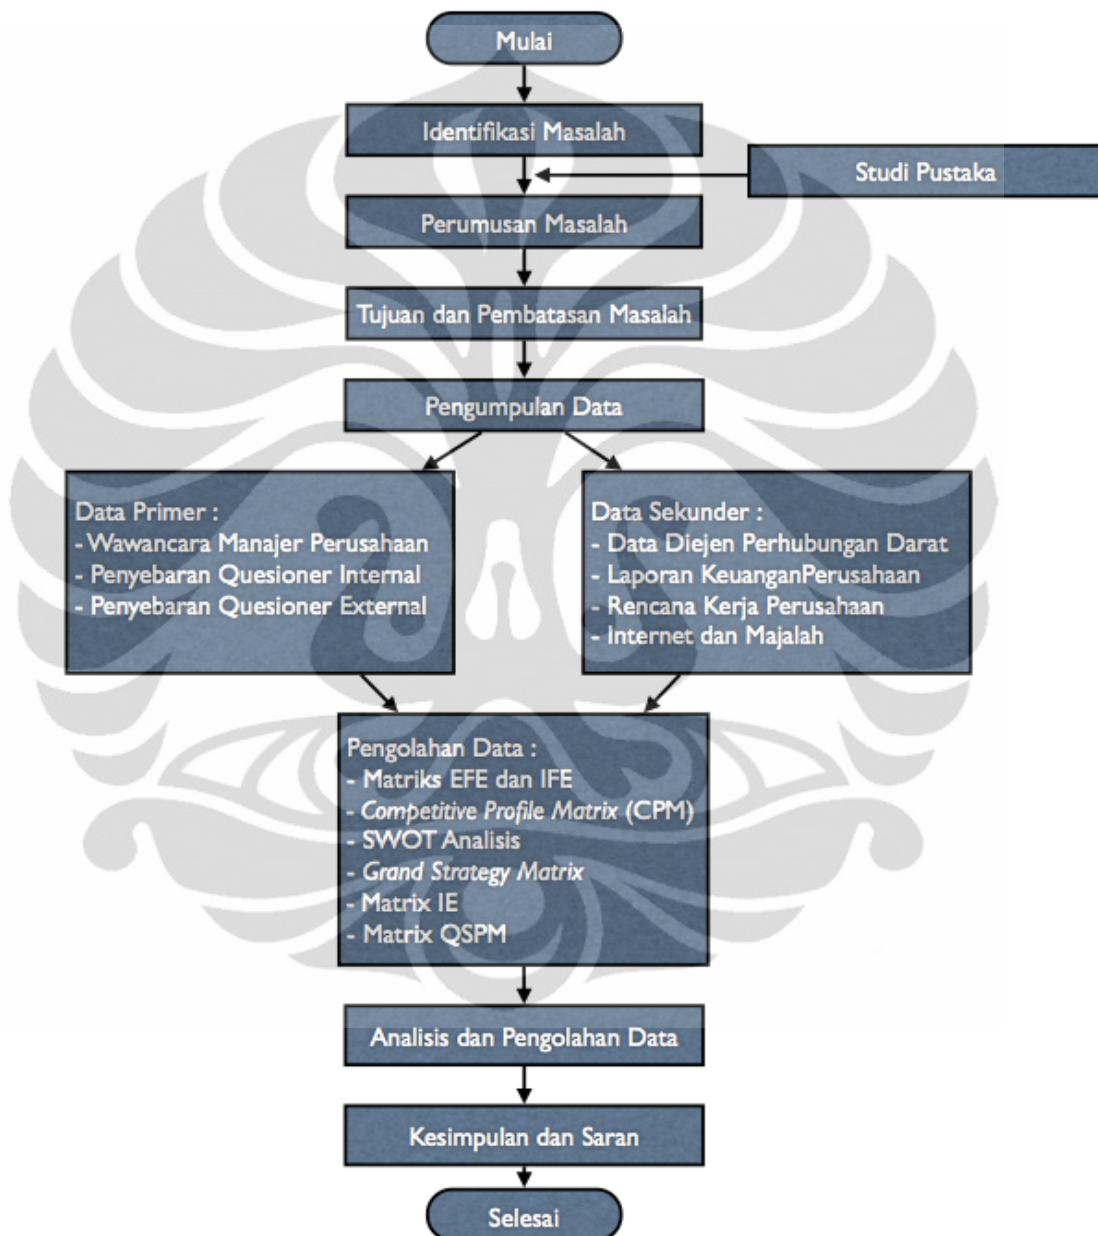 Mulai
Identifikasi Masalah
Studi Pustaka
Perumusan Masalah
Tujuan dan Pembatasan Masalah
Pengumpulan Data
Data Primer :
- Wawancara Manajer Perusahaan
- Penyebaran Quesioner Internal
- Penyebaran Quesioner External
Data Sekunder :
- Data Diejen Perhubungan Darat
- Laporan KeuanganPerusahaan
- Rencana Kerja Perusahaan
- Internet dan Majalah
Pengolahan Data :
- Matriks EFE dan IFE
- Competitive Profile Matrix (CPM)
- SWOT Analisis
- Grand Strategy Matrix
- Matrix IE
- Matrix QSPM
Analisis dan Pengolahan Data
Kesimpulan dan Saran
Selesai